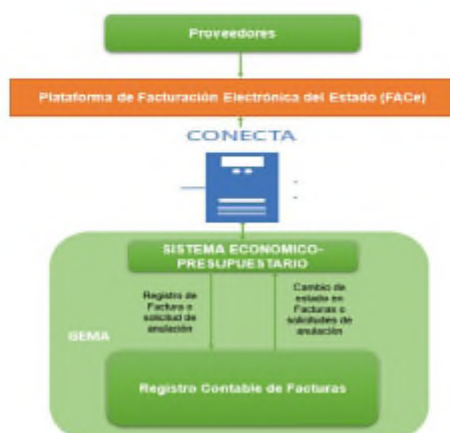 Proveedores
Plataforma de Facturación Electrónica del Estado (FACe)
CONECTA
SISTEMA ECONOMICO-
PRESUPUESTARIO
Registro de
Factura o
solicitud de
anulación
Cambio de
estado en
Facturas o
solicitudes de
anulación
GEMA
Registro Contable de Facturas